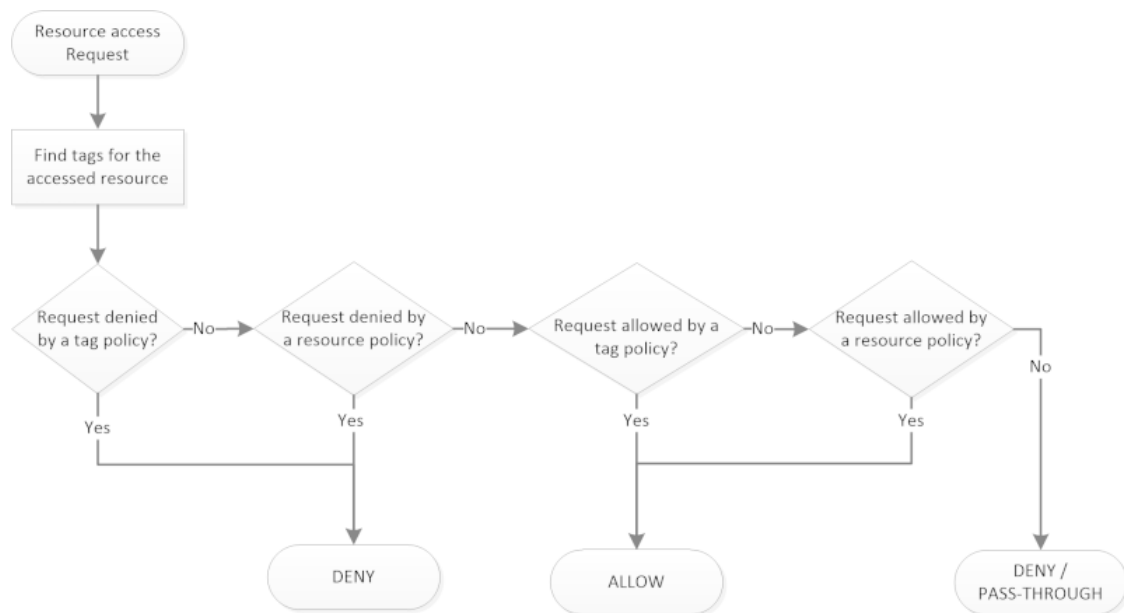 Resource access
Request
Find tags for the
accessed resource
Request denied
by a tag policy?
No
Request denied by
a resource policy?
No
Request allowed by a
tag policy?
No
Request allowed by
a resource policy?
No
Yes
Yes
Yes
Yes
DENY
ALLOW
DENY /
PASS-THROUGH